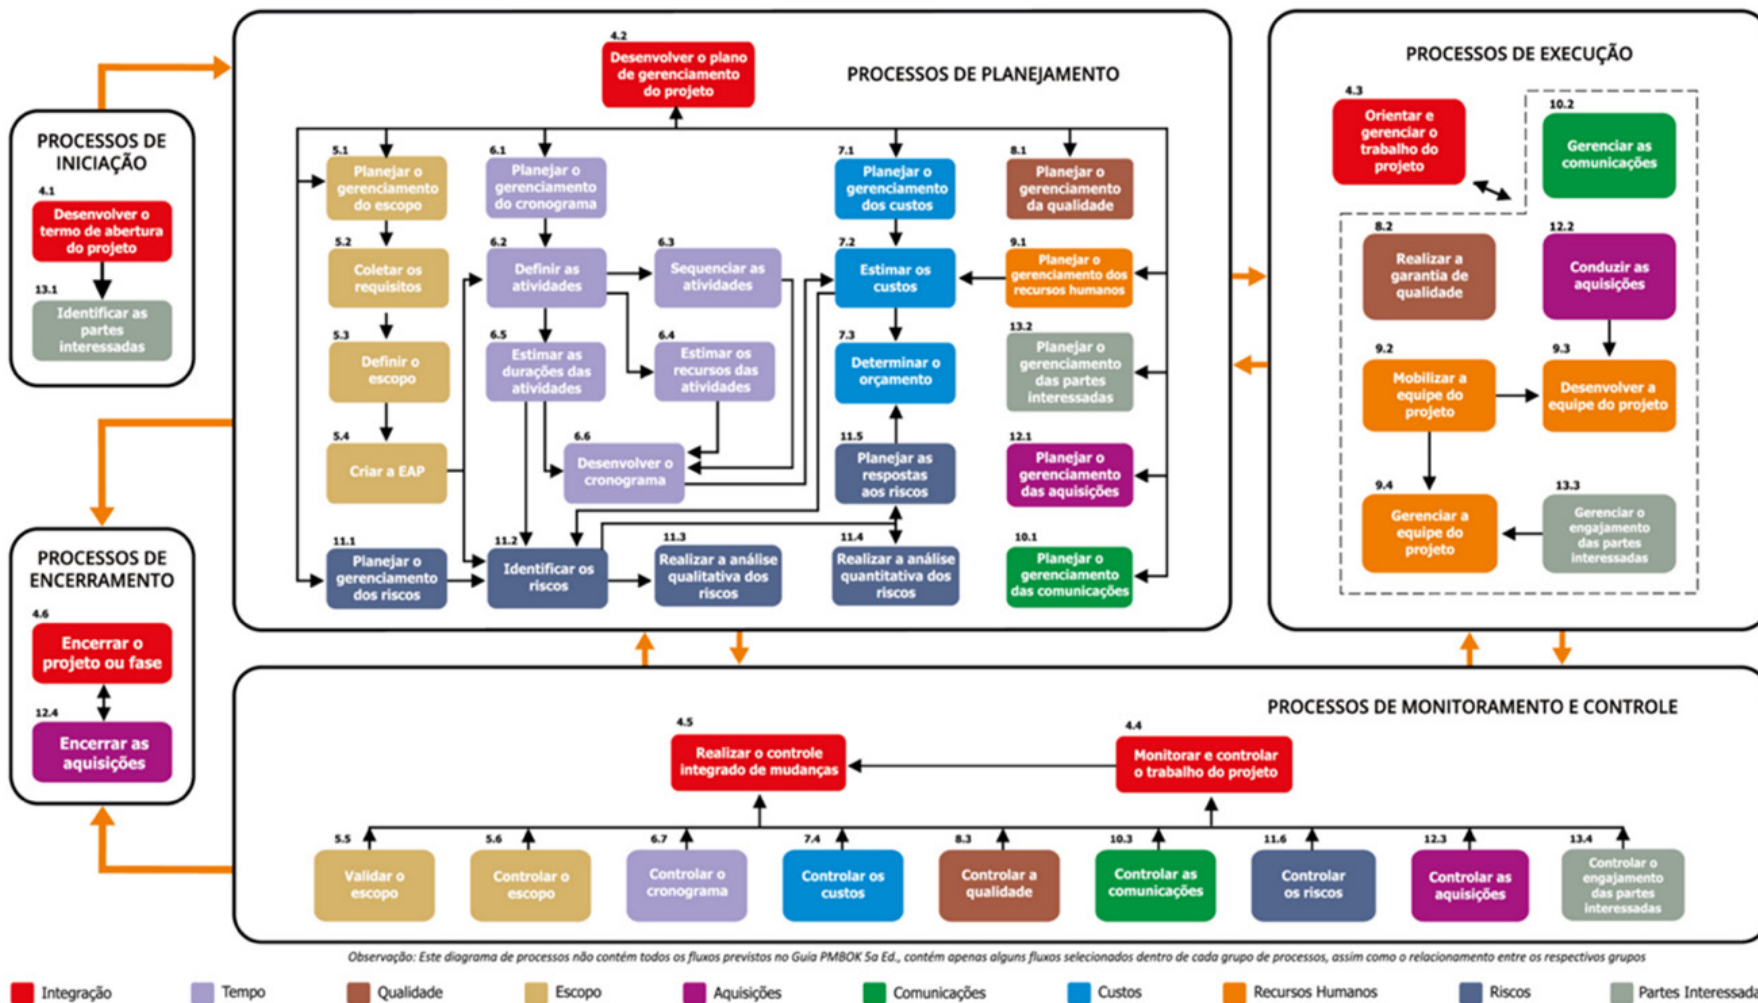 PROCESSOS DE
INICIAÇÃO
4.1
Desenvolver o
termo de abertura
do projeto
13.1
Identificar as
partes
interessadas
PROCESSOS DE
ENCERRAMENTO
4.6
Encerrar o
projeto ou fase
12.4
Encerrar as
aquisições
PROCESSOS DE PLANEJAMENTO
4.2
Desenvolver o plano
de gerenciamento
do projeto
5.1
Planejar o
gerenciamento
do escopo
6.1
Planejar o
gerenciamento
do cronograma
7.1
Planejar o
gerenciamento
dos custos
8.1
Planejar o
gerenciamento
da qualidade
5.2
Coletar os
requisitos
6.2
Definir as
atividades
6.3
Sequenciar as
atividades
7.2
Estimar os
custos
9.1
Planejar o
gerenciamento dos
recursos humanos
5.3
Definir o
escopo
6.5
Estimar as
durações das
atividades
6.4
Estimar os
recursos das
atividades
7.3
Determinar o
orçamento
13.2
Planejar o
gerenciamento
das partes
interessadas
5.4
Criar a EAP
6.6
Desenvolver o
cronograma
11.5
Planejar as
respostas
aos riscos
12.1
Planejar o
gerenciamento
das aquisições
11.1
Planejar o
gerenciamento
dos riscos
11.2
Identificar os
riscos
11.3
Realizar a análise
qualitativa dos
riscos
11.4
Realizar a análise
quantitativa dos
riscos
10.1
Planejar o
gerenciamento
das comunicações
PROCESSOS DE EXECUÇÃO
4.3
Orientar e
gerenciar o
trabalho do
projeto
10.2
Gerenciar as
comunicações
8.2
Realizar a
garantia de
qualidade
12.2
Conduzir as
aquisições
9.2
Mobilizar a
equipe do
projeto
9.3
Desenvolver a
equipe do projeto
9.4
Gerenciar a
equipe do
projeto
13.3
Gerenciar o
engajamento
das partes
interessadas
PROCESSOS DE MONITORAMENTO E CONTROLE
4.5
Realizar o controle
integrado de mudanças
4.4
Monitorar e controlar
o trabalho do projeto
5.5
Validar o
escopo
5.6
Controlar o
escopo
6.7
Controlar o
cronograma
7.4
Controlar os
custos
8.3
Controlar a
qualidade
10.3
Controlar as
comunicações
11.6
Controlar
os riscos
12.3
Controlar as
aquisições
13.4
Controlar o
engajamento
das partes
interessadas
Observação: Este diagrama de processos não contém todos os fluxos previstos no Guia PMBOK 5a Ed., contém apenas alguns fluxos selecionados dentro de cada grupo de processos, assim como o relacionamento entre os respectivos grupos
Integração
Tempo
Qualidade
Escopo
Aquisições
Comunicações
Custos
Recursos Humanos
Riscos
Partes Interessada